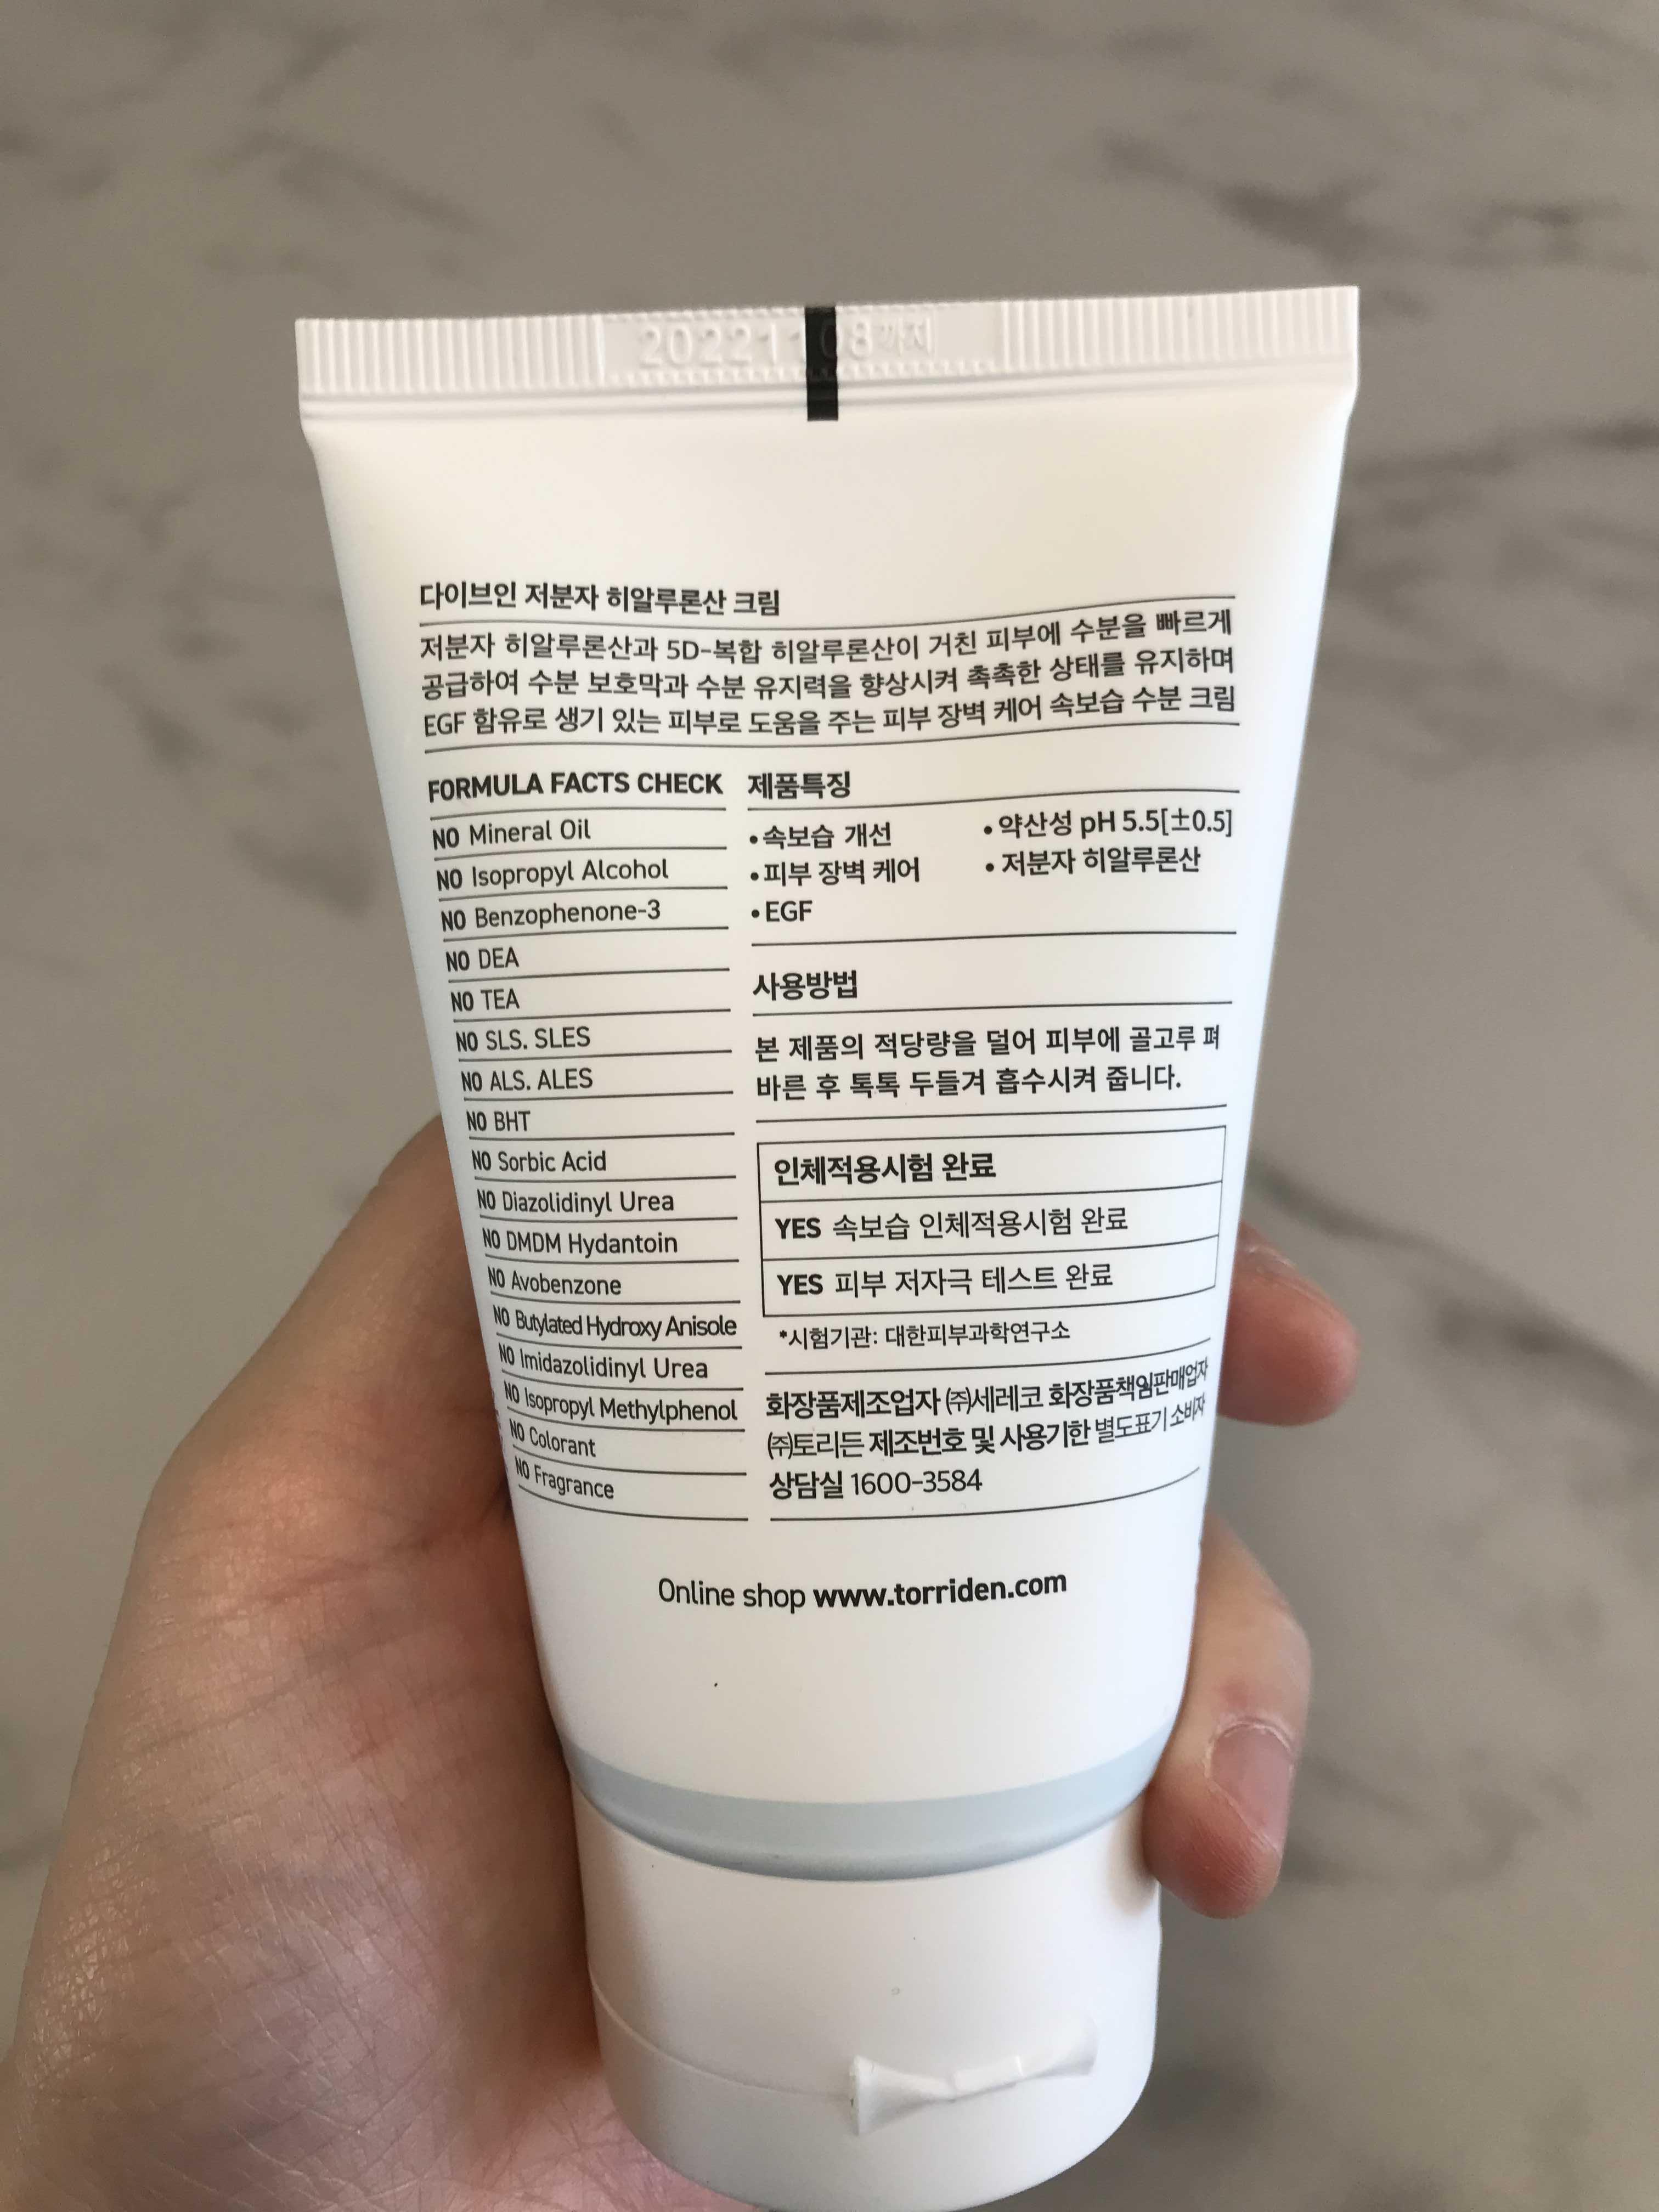 20221108까지
다이브인 저분자 히알루론산 크림
저분자 히알루론산과 5D-복합 히알루론산이 거친 피부에 수분을 빠르게
공급하여 수분 보호막과 수분 유지력을 향상시켜 촉촉한 상태를 유지하며
EGF 함유로 생기 있는 피부로 도움을 주는 피부 장벽 케어 속보습 수분 크림
FORMULA FACTS CHECK
NO Mineral Oil
NO Isopropyl Alcohol
NO Benzophenone-3
NO DEA
NO TEA
NO SLS. SLES
NO ALS. ALES
NO BHT
NO Sorbic Acid
NO Diazolidinyl Urea
NO DMDM Hydantoin
NO Avobenzone
NO Butylated Hydroxy Anisole
NO Imidazolidinyl Urea
NO Isopropyl Methylphenol
NO Colorant
NO Fragrance
제품특징
•속보습 개선
•피부 장벽 케어
•EGF
•약산성 pH 5.5[±0.5]
•저분자 히알루론산
사용방법
본 제품의 적당량을 덜어 피부에 골고루 펴
바른 후 톡톡 두들겨 흡수시켜 줍니다.
인체적용시험 완료
YES 속보습 인체적용시험 완료
YES 피부 저자극 테스트 완료
*시험기관: 대한피부과학연구소
화장품제조업자 ㈜세레코 화장품책임판매업자
㈜토리든 제조번호 및 사용기한 별도표기 소비자
상담실 1600-3584
Online shop www.torriden.com